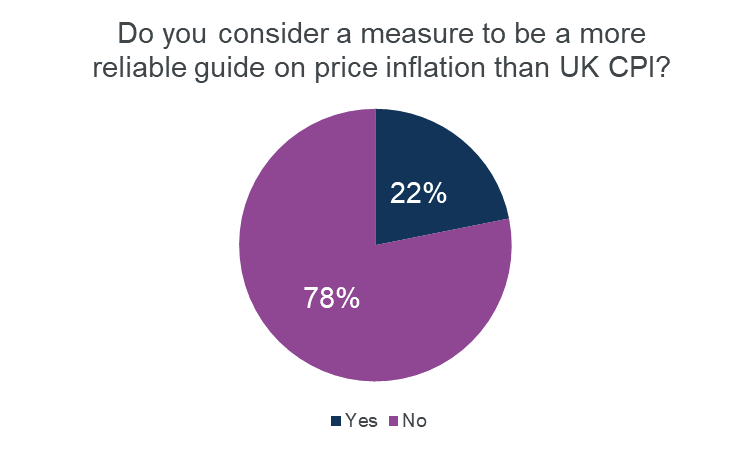 Do you consider a measure to be a more
reliable guide on price inflation than UK CPI?
22%
78%
Yes No